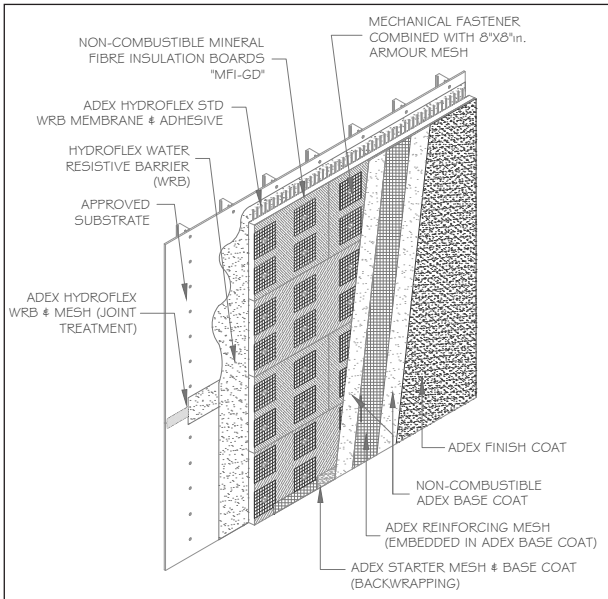 MECHANICAL FASTENER
COMBINED WITH 8"X8"in.
ARMOUR MESH
NON-COMBUSTIBLE MINERAL
FIBRE INSULATION BOARDS
"MFI-GD"
ADEX HYDROFLEX STD
WRB MEMBRANE & ADHESIVE
HYDROFLEX WATER
RESISTIVE BARRIER
(WRB)
APPROVED
SUBSTRATE
ADEX HYDROFLEX
WRB & MESH (JOINT
TREATMENT)
ADEX FINISH COAT
NON-COMBUSTIBLE
ADEX BASE COAT
ADEX REINFORCING MESH
(EMBEDDED IN ADEX BASE COAT)
ADEX STARTER MESH & BASE COAT
(BACKWRAPPING)